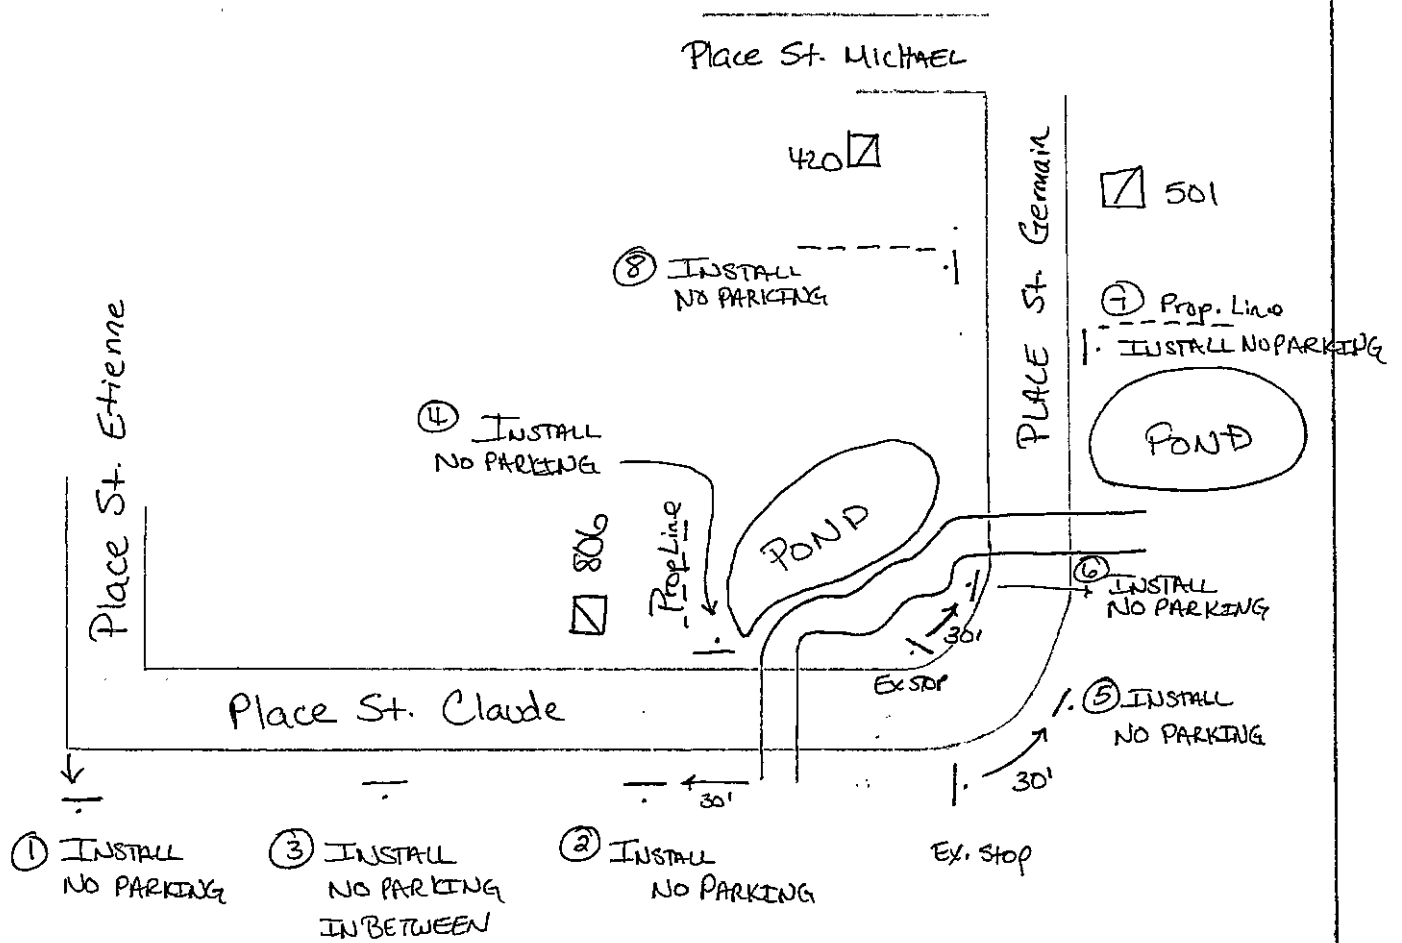 Place St. MICHAEL
420
501
PLACE St. Germain
⑧ INSTALL
NO PARKING
⑦ Prop. Line
INSTALL NO PARKING
Place St. Etienne
④ INSTALL
NO PARKING
POND
POND
806
Prop Line
⑥ INSTALL
NO PARKING
30'
Ex STOP
Place St. Claude
⑤ INSTALL
NO PARKING
30'
30'
① INSTALL
NO PARKING
③ INSTALL
NO PARKING
IN BETWEEN
② INSTALL
NO PARKING
Ex. Stop